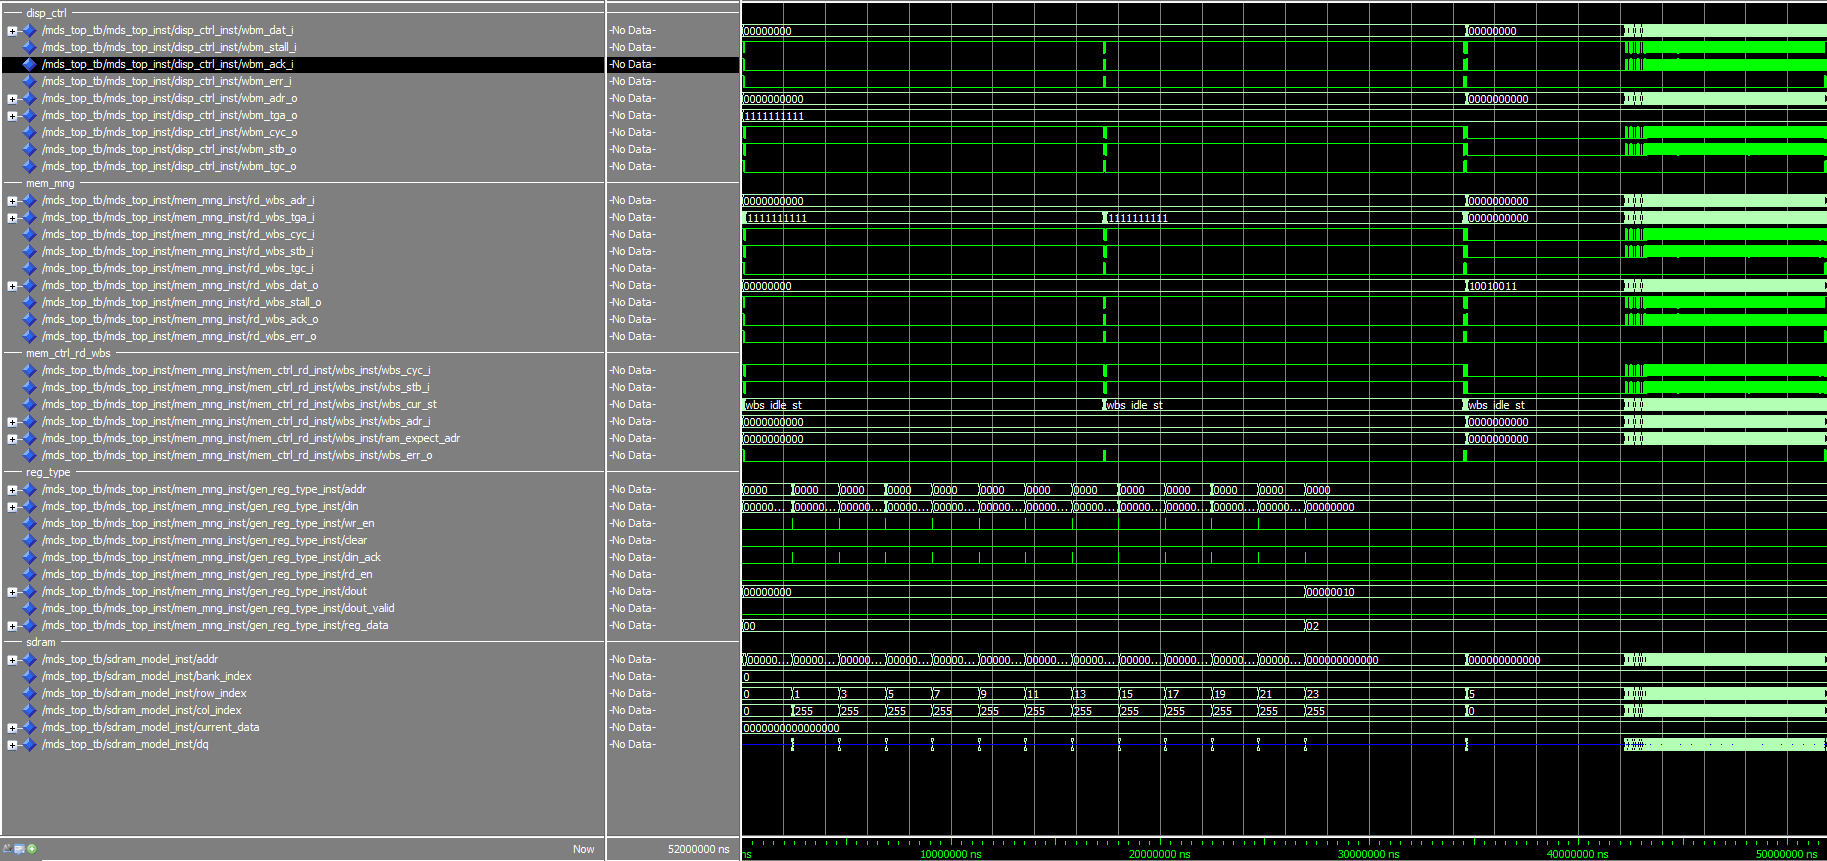 disp_ctrl
/mds_top_tb/mds_top_inst/disp_ctrl_inst/wbm_dat_i -No Data- 00000000 00000000
/mds_top_tb/mds_top_inst/disp_ctrl_inst/wbm_stall_i -No Data-
/mds_top_tb/mds_top_inst/disp_ctrl_inst/wbm_ack_i -No Data-
/mds_top_tb/mds_top_inst/disp_ctrl_inst/wbm_err_i -No Data-
/mds_top_tb/mds_top_inst/disp_ctrl_inst/wbm_adr_o -No Data- 0000000000 0000000000
/mds_top_tb/mds_top_inst/disp_ctrl_inst/wbm_tga_o -No Data- 1111111111
/mds_top_tb/mds_top_inst/disp_ctrl_inst/wbm_cyc_o -No Data-
/mds_top_tb/mds_top_inst/disp_ctrl_inst/wbm_stb_o -No Data-
/mds_top_tb/mds_top_inst/disp_ctrl_inst/wbm_tgc_o -No Data-
mem_mng
/mds_top_tb/mds_top_inst/mem_mng_inst/rd_wbs_adr_i -No Data- 0000000000 0000000000
/mds_top_tb/mds_top_inst/mem_mng_inst/rd_wbs_tga_i -No Data- 1111111111 1111111111 0000000000
/mds_top_tb/mds_top_inst/mem_mng_inst/rd_wbs_cyc_i -No Data-
/mds_top_tb/mds_top_inst/mem_mng_inst/rd_wbs_stb_i -No Data-
/mds_top_tb/mds_top_inst/mem_mng_inst/rd_wbs_tgc_i -No Data-
/mds_top_tb/mds_top_inst/mem_mng_inst/rd_wbs_dat_o -No Data- 00000000 10010011
/mds_top_tb/mds_top_inst/mem_mng_inst/rd_wbs_stall_o -No Data-
/mds_top_tb/mds_top_inst/mem_mng_inst/rd_wbs_ack_o -No Data-
/mds_top_tb/mds_top_inst/mem_mng_inst/rd_wbs_err_o -No Data-
mem_ctrl_rd_wbs
/mds_top_tb/mds_top_inst/mem_mng_inst/mem_ctrl_rd_inst/wbs_inst/wbs_cyc_i -No Data-
/mds_top_tb/mds_top_inst/mem_mng_inst/mem_ctrl_rd_inst/wbs_inst/wbs_stb_i -No Data-
/mds_top_tb/mds_top_inst/mem_mng_inst/mem_ctrl_rd_inst/wbs_inst/wbs_cur_st -No Data- wbs_idle_st wbs_idle_st wbs_idle_st
/mds_top_tb/mds_top_inst/mem_mng_inst/mem_ctrl_rd_inst/wbs_inst/wbs_adr_i -No Data- 0000000000 0000000000
/mds_top_tb/mds_top_inst/mem_mng_inst/mem_ctrl_rd_inst/wbs_inst/ram_expect_adr -No Data- 0000000000 0000000000
/mds_top_tb/mds_top_inst/mem_mng_inst/mem_ctrl_rd_inst/wbs_inst/wbs_err_o -No Data-
reg_type
/mds_top_tb/mds_top_inst/mem_mng_inst/gen_reg_type_inst/addr -No Data- 0000 0000 0000 0000 0000 0000 0000 0000 0000 0000 0000 0000 0000
/mds_top_tb/mds_top_inst/mem_mng_inst/gen_reg_type_inst/din -No Data- 00000... 00000... 00000... 00000... 00000... 00000... 00000... 00000... 00000... 00000... 00000... 00000... 00000000
/mds_top_tb/mds_top_inst/mem_mng_inst/gen_reg_type_inst/wr_en -No Data-
/mds_top_tb/mds_top_inst/mem_mng_inst/gen_reg_type_inst/clear -No Data-
/mds_top_tb/mds_top_inst/mem_mng_inst/gen_reg_type_inst/din_ack -No Data-
/mds_top_tb/mds_top_inst/mem_mng_inst/gen_reg_type_inst/rd_en -No Data-
/mds_top_tb/mds_top_inst/mem_mng_inst/gen_reg_type_inst/dout -No Data- 00000000 00000010
/mds_top_tb/mds_top_inst/mem_mng_inst/gen_reg_type_inst/dout_valid -No Data-
/mds_top_tb/mds_top_inst/mem_mng_inst/gen_reg_type_inst/reg_data -No Data- 00 02
sdram
/mds_top_tb/sdram_model_inst/addr -No Data- 00000... 00000... 00000... 00000... 00000... 00000... 00000... 00000... 00000... 00000... 00000... 00000... 000000000000 000000000000
/mds_top_tb/sdram_model_inst/bank_index -No Data- 0
/mds_top_tb/sdram_model_inst/row_index -No Data- 0 1 3 5 7 9 11 13 15 17 19 21 23 5
/mds_top_tb/sdram_model_inst/col_index -No Data- 0 255 255 255 255 255 255 255 255 255 255 255 255 0
/mds_top_tb/sdram_model_inst/current_data -No Data- 0000000000000000
/mds_top_tb/sdram_model_inst/dq -No Data-
Now 52000000 ns ns 10000000 ns 20000000 ns 30000000 ns 40000000 ns 50000000 ns